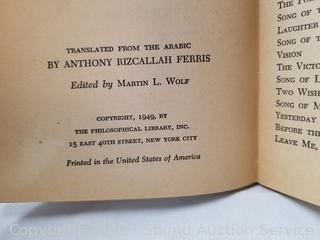 TRANSLATED FROM THE ARABIC
BY ANTHONY RIZCALLAH FERRIS
Edited by MARTIN L. WOLF
COPYRIGHT, 1949, BY
THE PHILOSOPHICAL LIBRARY, INC.
15 EAST 40TH STREET, NEW YORK CITY
Printed in the United States of America
THE
SONG OF
LAUGHTER
SONG OF
VISION
THE VICTO
SONG OF L
TWO WISH
SONG OF M
YESTERDAY
BEFORE THE
LEAVE ME,
Sound Auction Service